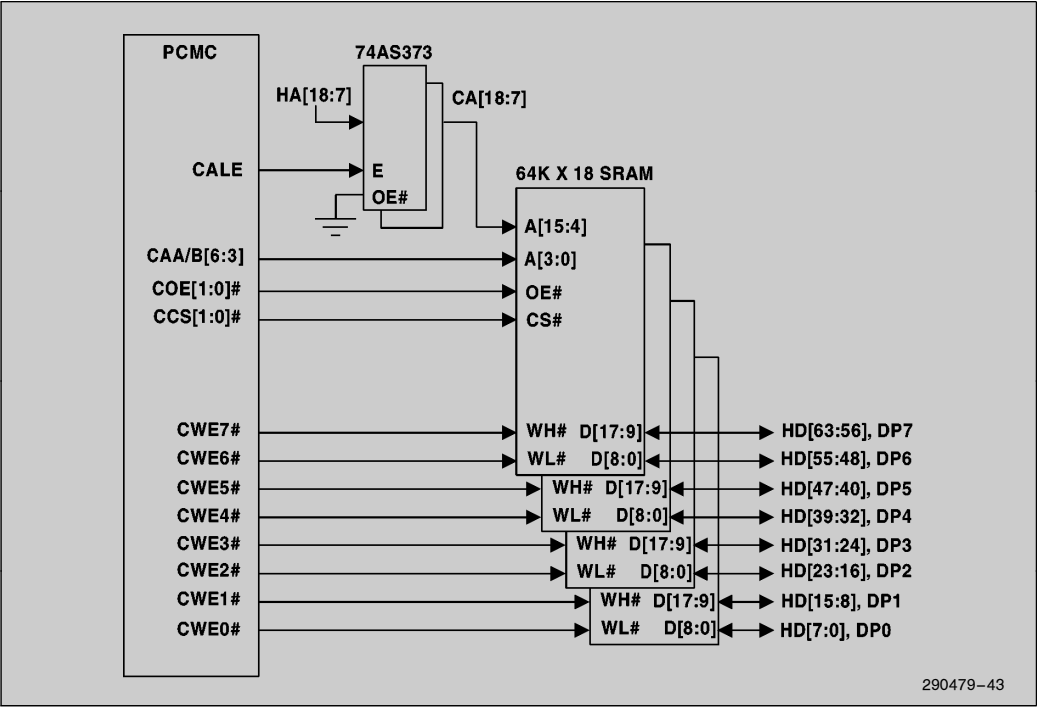 PCMC
74AS373
HA[18:7]
CA[18:7]
CALE
E
OE#
64K X 18 SRAM
A[15:4]
CAA/B[6:3]
A[3:0]
COE[1:0]#
OE#
CCS[1:0]#
CS#
CWE7#
WH# D[17:9]
HD[63:56], DP7
CWE6#
WL# D[8:0]
HD[55:48], DP6
CWE5#
WH# D[17:9]
HD[47:40], DP5
CWE4#
WL# D[8:0]
HD[39:32], DP4
CWE3#
WH# D[17:9]
HD[31:24], DP3
CWE2#
WL# D[8:0]
HD[23:16], DP2
CWE1#
WH# D[17:9]
HD[15:8], DP1
CWE0#
WL# D[8:0]
HD[7:0], DP0
290479–43